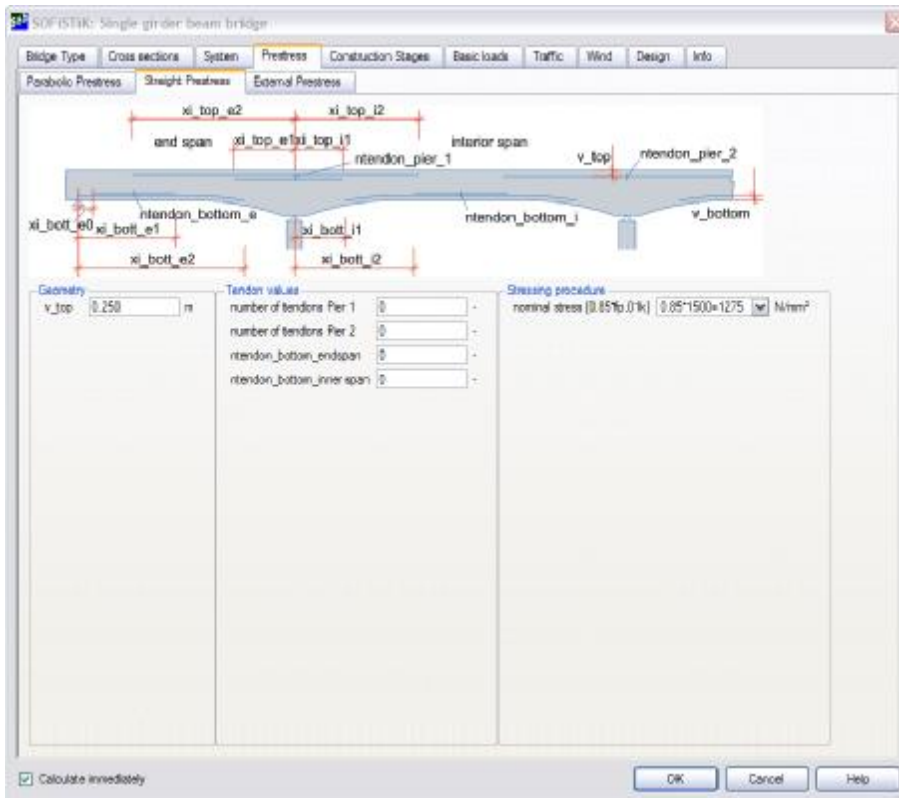 SOFiSTiK: Single girder beam bridge
Bridge Type Cross sections System Prestress Construction Stages Basic loads Traffic Wind Design Info
Parabolic Prestress Straight Prestress External Prestress
xi_top_e2 xi_top_i2
end span xi_top_e1 xi_top_i1 interior span
ntendon_pier_1 v_top ntendon_pier_2
ntendon_bottom_e ntendon_bottom_i v_bottom
xi_bott_e0 xi_bott_e1 xi_bott_i1
xi_bott_e2 xi_bott_i2
Geometry Tendon values Stressing procedure
v_top 0.250 m number of tendons Pier 1 0 - nominal stress (0.85*fp.01k) 0.85*1500=1275 N/mm²
number of tendons Pier 2 0 -
ntendon_bottom_endspan 0 -
ntendon_bottom_inner span 0 -
Calculate immediately OK Cancel Help